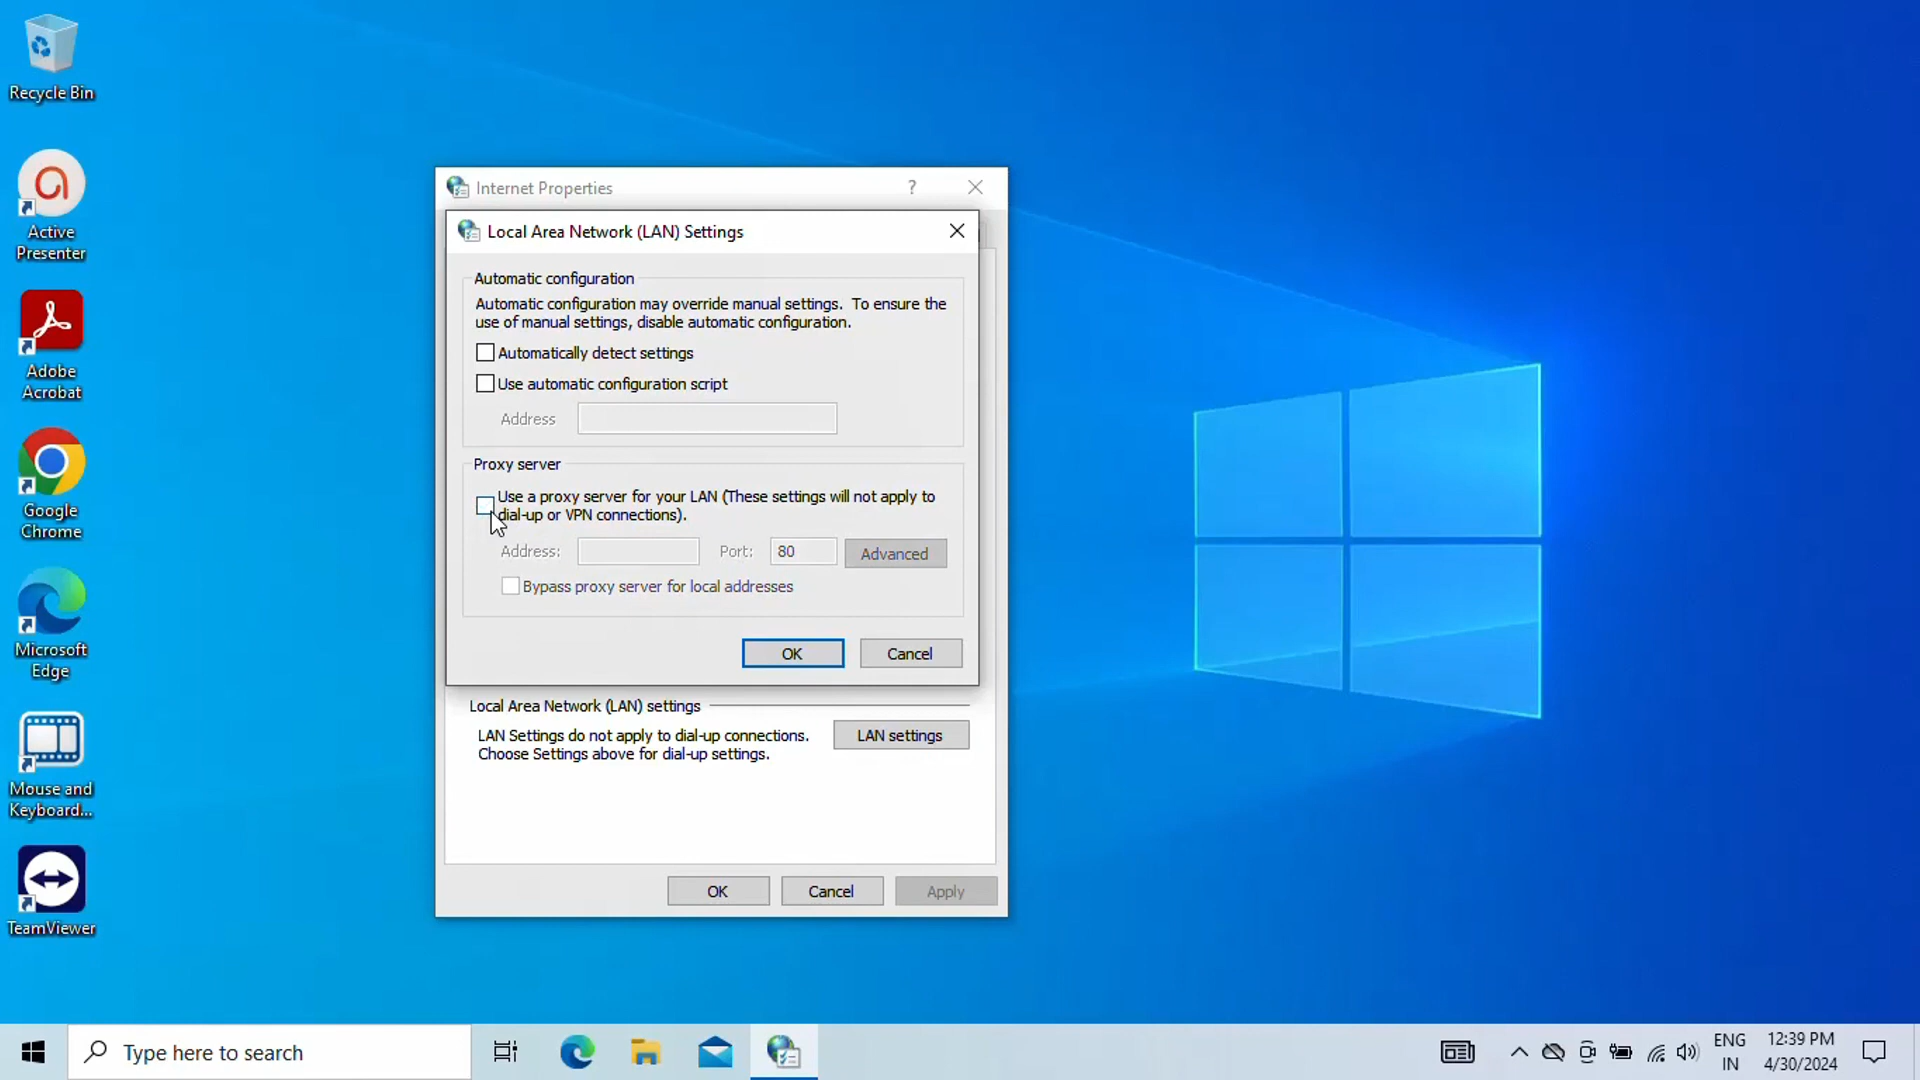 Recycle Bin
Active
Presenter
Adobe
Acrobat
Google
Chrome
Microsoft
Edge
Mouse and
Keyboard...
TeamViewer
Internet Properties
?
Local Area Network (LAN) Settings
Automatic configuration
Automatic configuration may override manual settings. To ensure the
use of manual settings, disable automatic configuration.
Automatically detect settings
Use automatic configuration script
Address
Proxy server
Use a proxy server for your LAN (These settings will not apply to
dial-up or VPN connections).
Address:
Port: 80 Advanced
Bypass proxy server for local addresses
OK Cancel
Local Area Network (LAN) settings
LAN Settings do not apply to dial-up connections.
Choose Settings above for dial-up settings.
LAN settings
OK Cancel Apply
Type here to search
ENG
IN
12:39 PM
4/30/2024